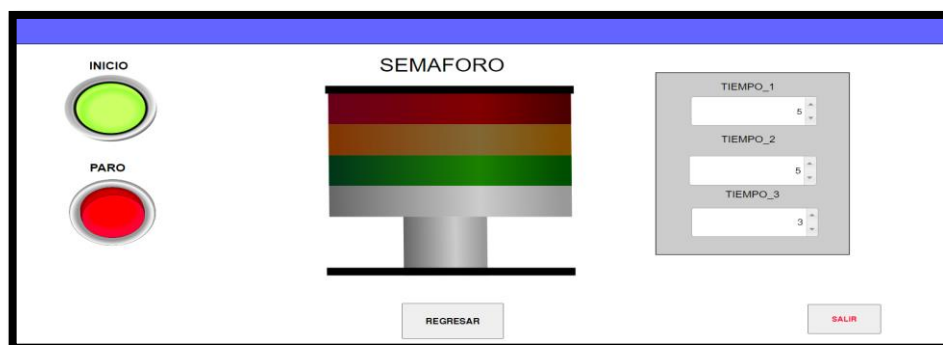 INICIO
SEMAFORO
TIEMPO_1
5
PARO
TIEMPO_2
5
TIEMPO_3
3
REGRESAR
SALIR